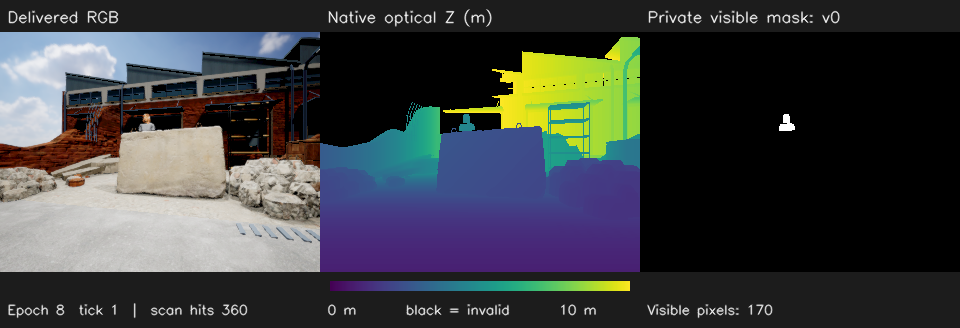 Delivered RGB
Native optical Z (m)
Private visible mask: v0
0 m
black = invalid
10 m
Epoch 8 tick 1 | scan hits 360
Visible pixels: 170